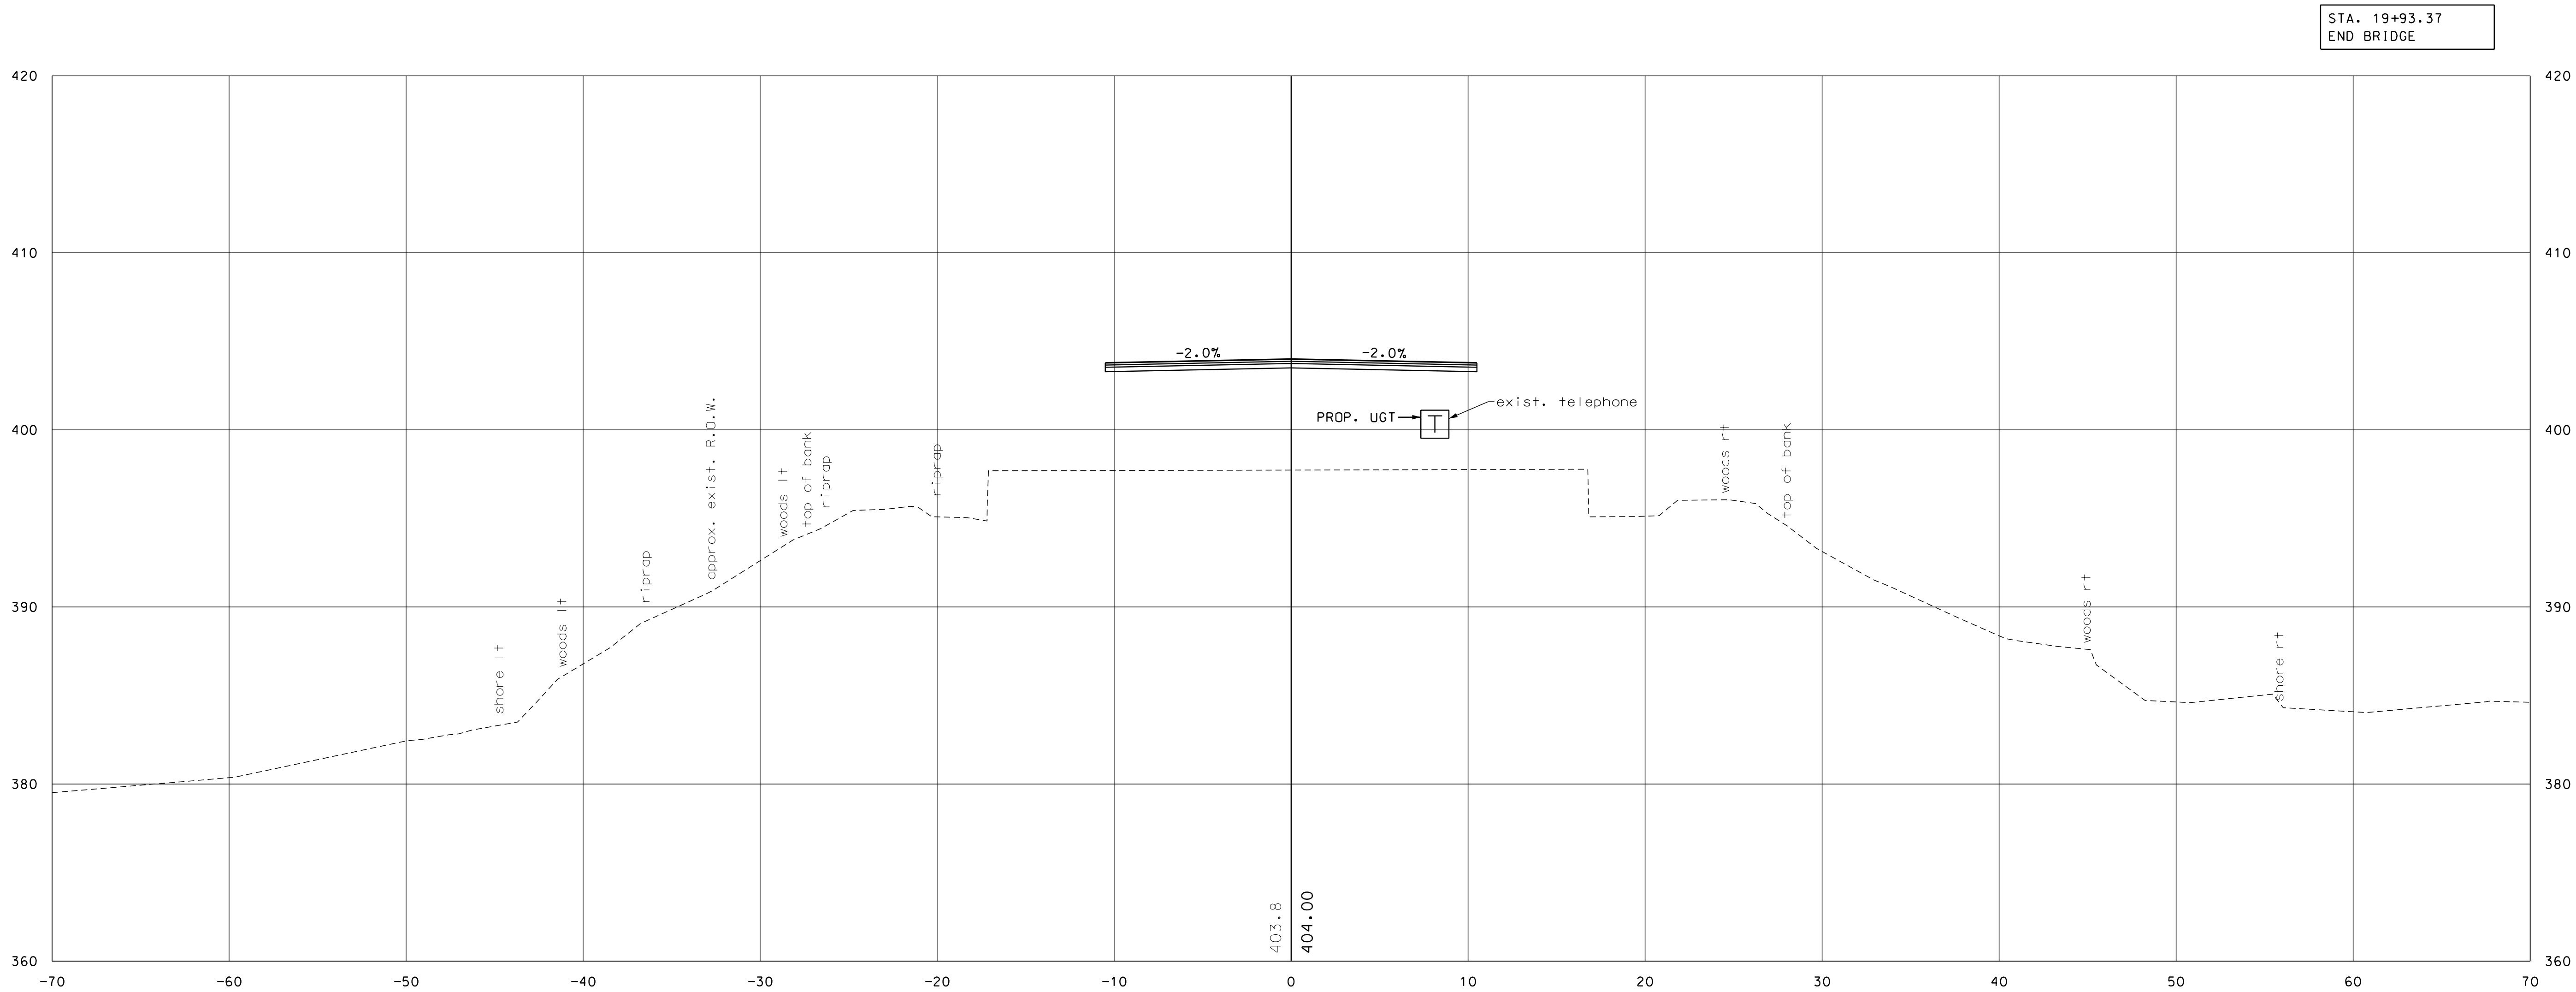 STA. 19+93.37
END BRIDGE
420
420
410
410
-2.0%
-2.0%
approx. exist. R.O.W.
PROP. UGT
T
exist. telephone
400
400
woods lt
top of bank
riprap
riprap
woods rt
top of bank
riprap
390
390
woods lt
woods rt
shore lt
shore rt
380
380
403.8
404.00
360
360
-70
-60
-50
-40
-30
-20
-10
0
10
20
30
40
50
60
70